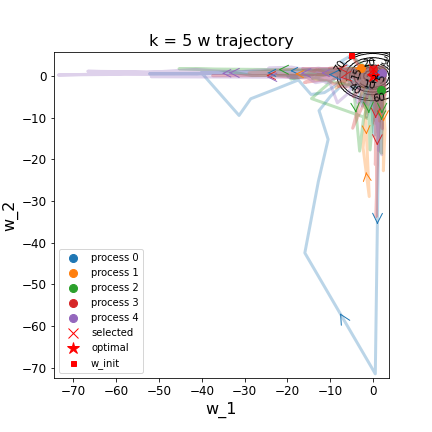 k = 5 w trajectory
w_2
0
−10
−20
−30
−40
−50
−60
−70
process 0
process 1
process 2
process 3
process 4
selected
optimal
w_init
−70 −60 −50 −40 −30 −20 −10 0
w_1
60